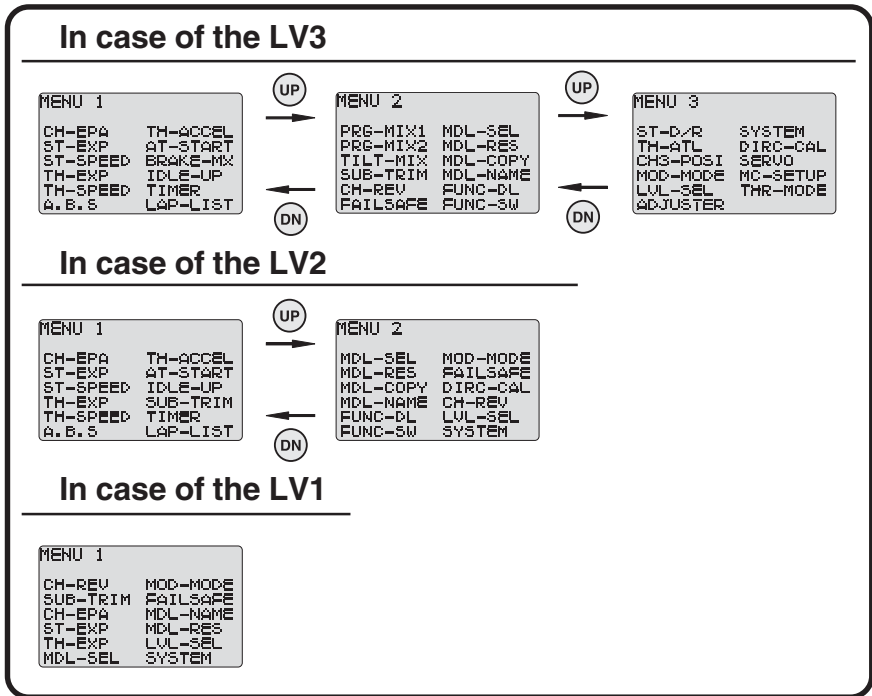 In case of the LV3
MENU 1
CH-EPA TH-ACCEL
ST-EXP AT-START
ST-SPEED BRAKE-MX
TH-EXP IDLE-UP
TH-SPEED TIMER
A.B.S LAP-LIST
UP
DN
MENU 2
PRG-MIX1 MDL-SEL
PRG-MIX2 MDL-RES
TILT-MIX MDL-COPY
SUB-TRIM MDL-NAME
CH-REV FUNC-DL
FAILSAFE FUNC-SW
UP
DN
MENU 3
ST-D/R SYSTEM
TH-ATL DIRC-CAL
CH3-POSI SERVO
MOD-MODE MC-SETUP
LVL-SEL THR-MODE
ADJUSTER
In case of the LV2
MENU 1
CH-EPA TH-ACCEL
ST-EXP AT-START
ST-SPEED IDLE-UP
TH-EXP SUB-TRIM
TH-SPEED TIMER
A.B.S LAP-LIST
UP
DN
MENU 2
MDL-SEL MOD-MODE
MDL-RES FAILSAFE
MDL-COPY DIRC-CAL
MDL-NAME CH-REV
FUNC-DL LVL-SEL
FUNC-SW SYSTEM
In case of the LV1
MENU 1
CH-REV MOD-MODE
SUB-TRIM FAILSAFE
CH-EPA MDL-NAME
ST-EXP MDL-RES
TH-EXP LVL-SEL
MDL-SEL SYSTEM